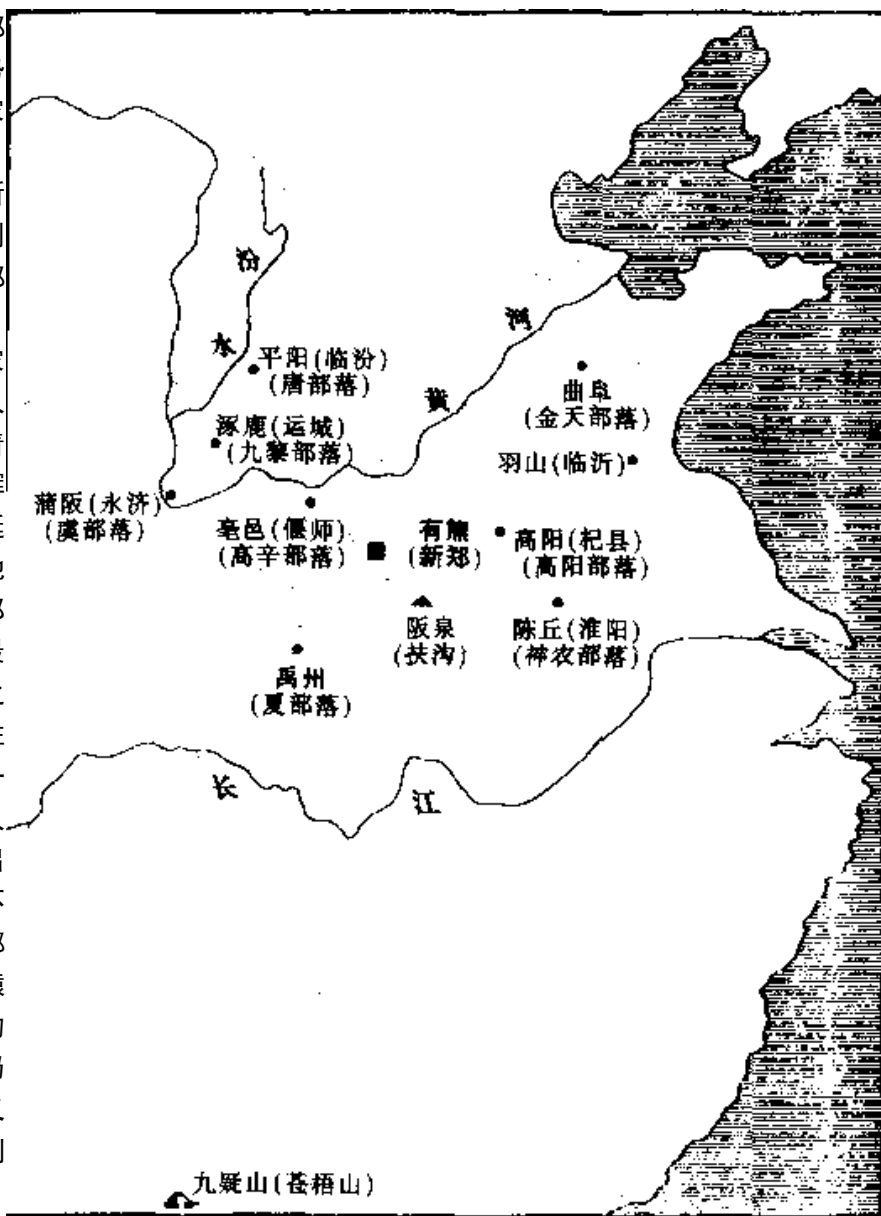 汾
水
河
黄
平阳(临汾)
(唐部落)
曲阜
(金天部落)
涿鹿(运城)
(九黎部落)
羽山(临沂)
蒲阪(永济)
(虞部落)
亳邑(偃师)
(高辛部落)
有熊
(新郑)
高阳(杞县)
(高阳部落)
阪泉
(扶沟)
陈丘(淮阳)
(神农部落)
禹州
(夏部落)
长
江
九疑山(苍梧山)